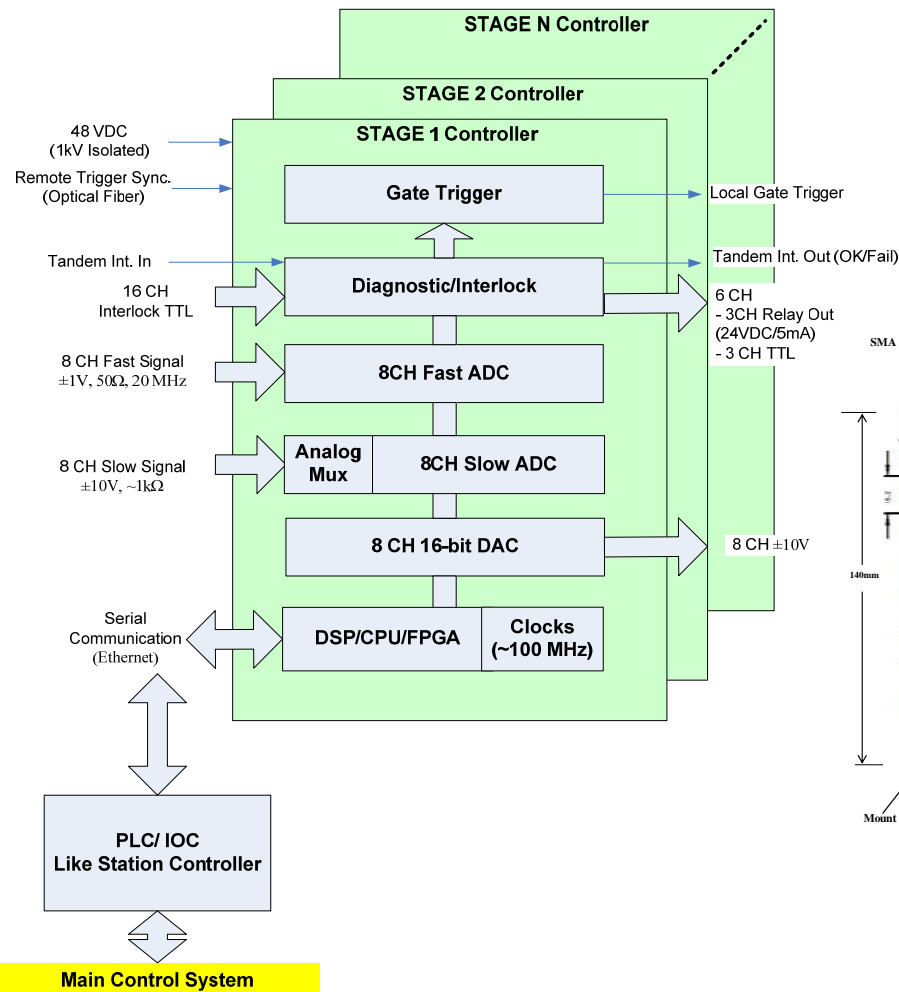 STAGE N Controller
STAGE 2 Controller
STAGE 1 Controller
48 VDC
(1kV Isolated)
Remote Trigger Sync.
(Optical Fiber)
Gate Trigger
Local Gate Trigger
Tandem Int. In
Diagnostic/Interlock
Tandem Int. Out (OK/Fail)
16 CH
Interlock TTL
6 CH
- 3CH Relay Out
(24VDC/5mA)
- 3 CH TTL
SMA
8 CH Fast Signal
±1V, 50Ω, 20 MHz
8CH Fast ADC
8 CH Slow Signal
±10V, ~1kΩ
Analog
Mux
8CH Slow ADC
8 CH 16-bit DAC
8 CH ±10V
140mm
Serial
Communication
(Ethernet)
DSP/CPU/FPGA
Clocks
(~100 MHz)
Mount
PLC/ IOC
Like Station Controller
Main Control System